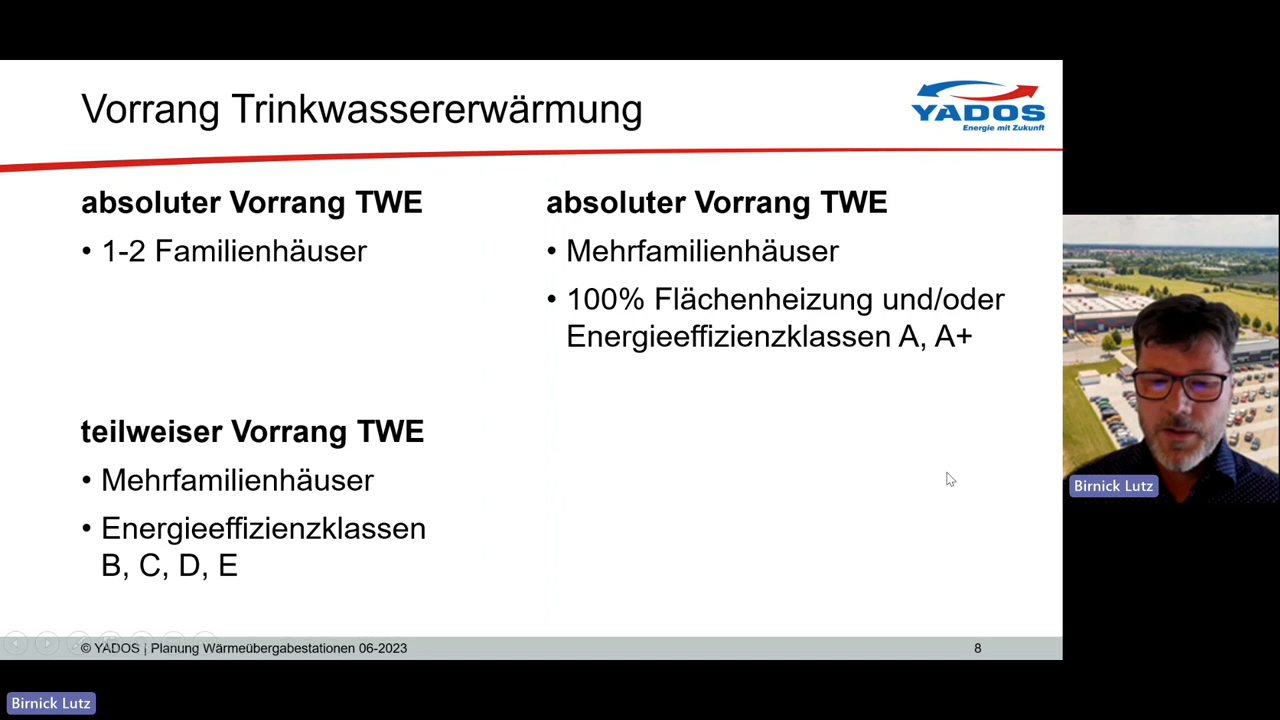 Vorrang Trinkwassererwärmung
YADOS
Energie mit Zukunft
absoluter Vorrang TWE
• 1-2 Familienhäuser
absoluter Vorrang TWE
• Mehrfamilienhäuser
• 100% Flächenheizung und/oder
Energieeffizienzklassen A, A+
teilweiser Vorrang TWE
• Mehrfamilienhäuser
• Energieeffizienzklassen
B, C, D, E
Birnick Lutz
© YADOS | Planung Wärmeübergabestationen 06-2023
8
Birnick Lutz